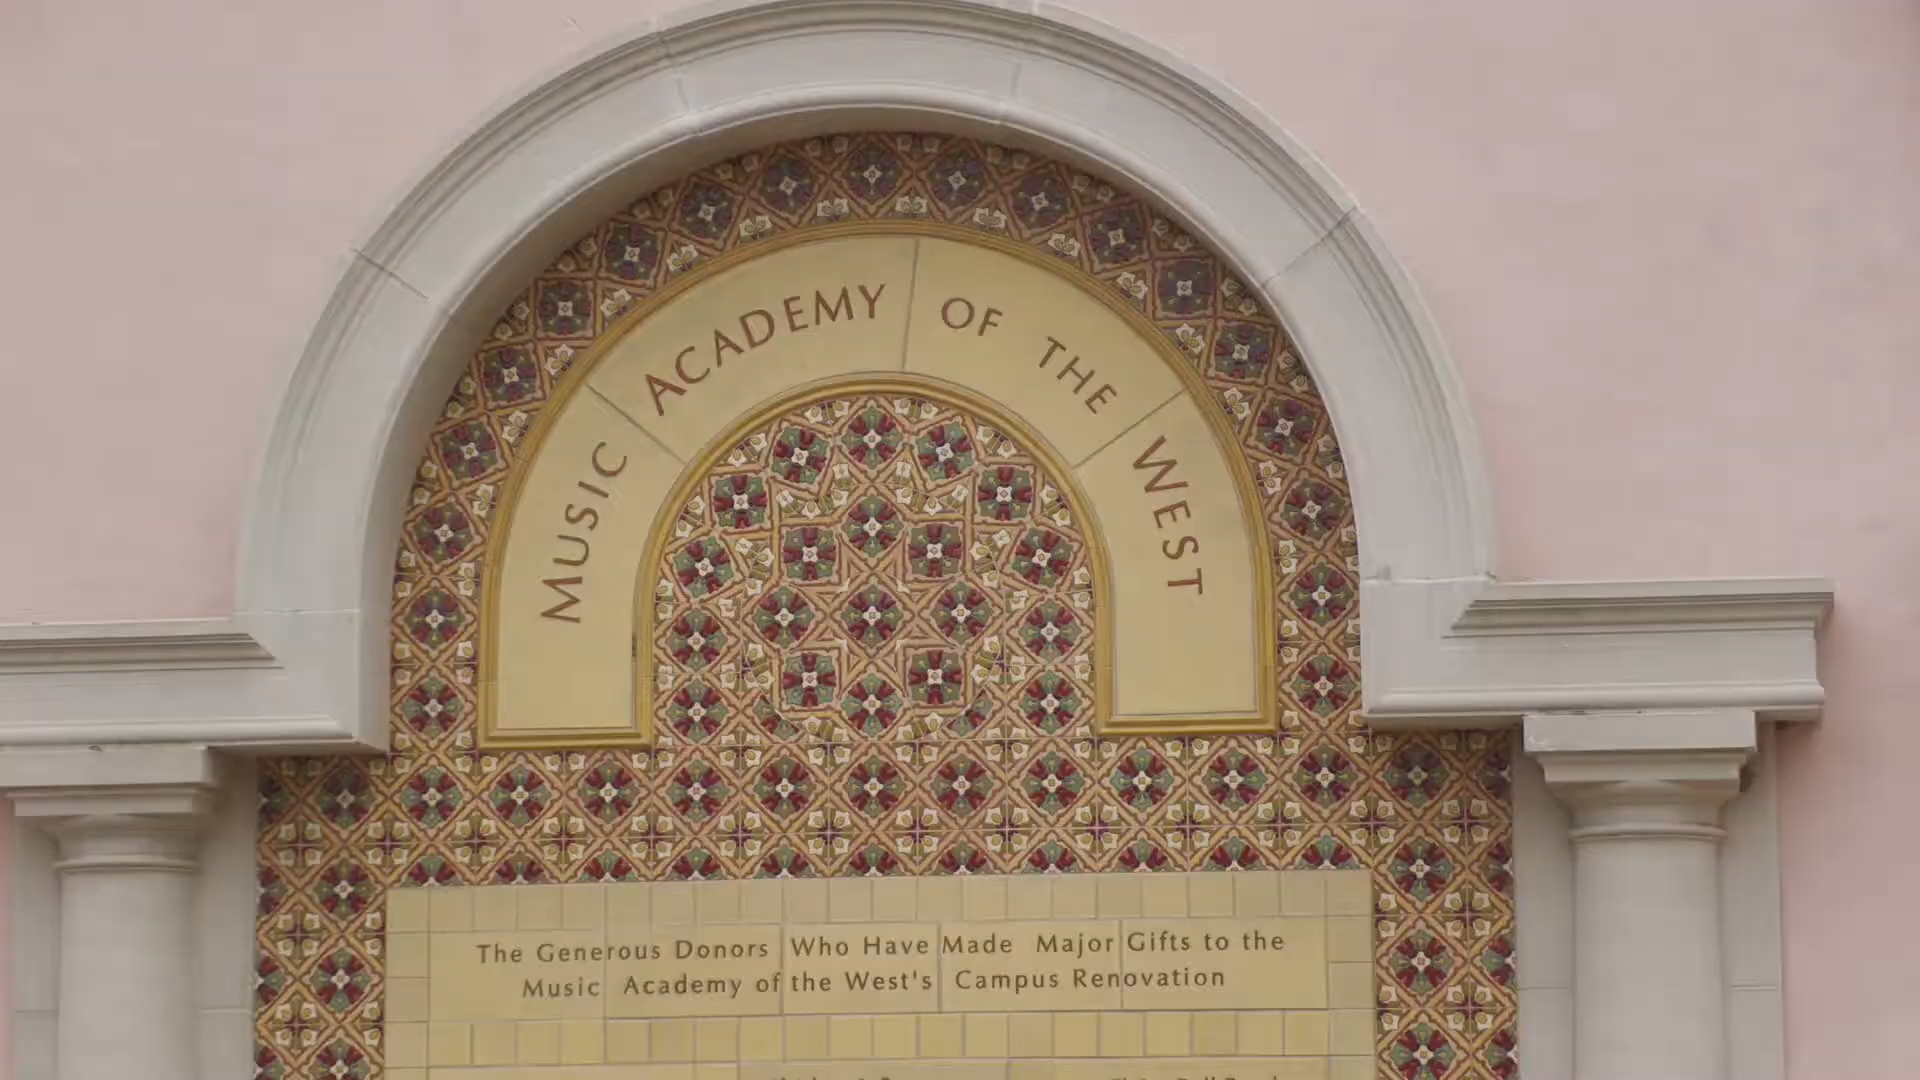 MUSIC ACADEMY OF THE WEST
The Generous Donors Who Have Made Major Gifts to the
Music Academy of the West's Campus Renovation